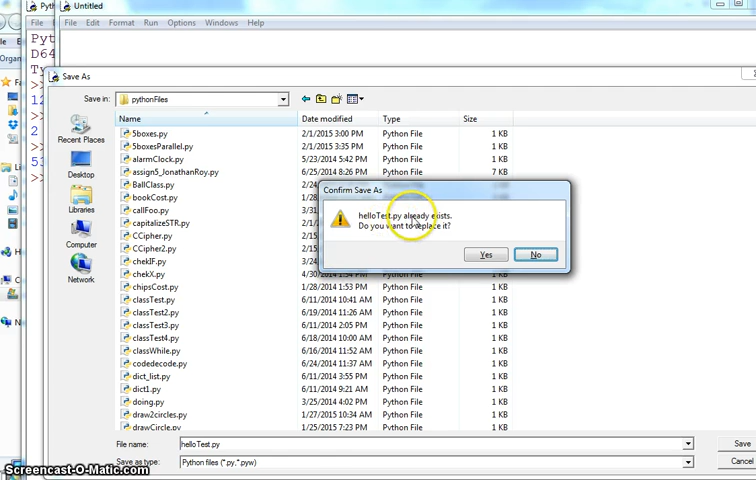 Pyth
Untitled
File
File Edit Format Run Options Windows Help
Pyt
D64
Ty
>>
12
>>
2
>>
53
>>
Save As
Save in: pythonFiles
Name Date modified Type Size
5boxes.py 2/1/2015 3:00 PM Python File 1 KB
5boxesParallel.py 2/1/2015 3:35 PM Python File 1 KB
alarmClock.py 5/23/2014 5:42 PM Python File 1 KB
assign5_JonathanRoy.py 6/25/2014 8:26 PM Python File 7 KB
BallClass.py
bookCost.py
callFoo.py
capitalizeSTR.py
CCipher.py
CCipher2.py
chekIF.py
chekX.py 1 KB
chipsCost.py 1/28/2014 1:53 PM Python File 1 KB
classTest.py 6/11/2014 10:41 AM Python File 1 KB
classTest2.py 6/19/2014 11:26 AM Python File 1 KB
classTest3.py 6/11/2014 2:05 PM Python File 1 KB
classTest4.py 6/18/2014 10:00 AM Python File 1 KB
classWhile.py 6/16/2014 11:52 AM Python File 1 KB
codedecode.py 6/24/2014 11:37 AM Python File 1 KB
dict_list.py 6/11/2014 3:55 PM Python File 1 KB
dict1.py 6/11/2014 9:21 AM Python File 1 KB
doing.py 3/25/2014 4:02 PM Python File 1 KB
draw2circles.py 1/27/2015 10:34 AM Python File 1 KB
drawCircle.py 1/25/2015 7:23 PM Python File 1 KB
Recent Places
Desktop
Libraries
Computer
Network
Confirm Save As
helloTest.py already exists.
Do you want to replace it?
Yes No
File name: helloTest.py Save
Save as type: Python files (*.py,*.pyw) Cancel
Screencast-O-Matic.com